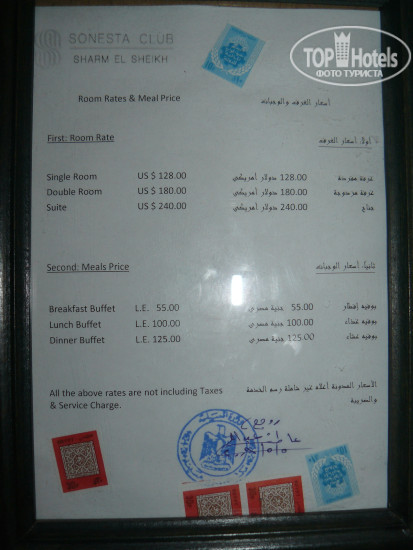 SONESTA CLUB
SHARM EL SHEIKH
TOP Hotels
ФОТО ТУРИСТА
Room Rates & Meal Price أسعار الغرف والوجبات
First: Room Rate أولا: أسعار الغرف
Single Room US $ 128.00 128.00 دولار أمريكي غرفة مفردة
Double Room US $ 180.00 180.00 دولار أمريكي غرفة مزدوجة
Suite US $ 240.00 240.00 دولار أمريكي جناح
Second: Meals Price ثانيا: أسعار الوجبات
Breakfast Buffet L.E. 55.00 55.00 جنية مصري بوفيه إفطار
Lunch Buffet L.E. 100.00 100.00 جنية مصري بوفيه غذاء
Dinner Buffet L.E. 125.00 125.00 جنية مصري بوفيه عشاء
All the above rates are not including Taxes
& Service Charge.
الأسعار المدونة أعلاه غير شاملة رسم الخدمة
والضريبة